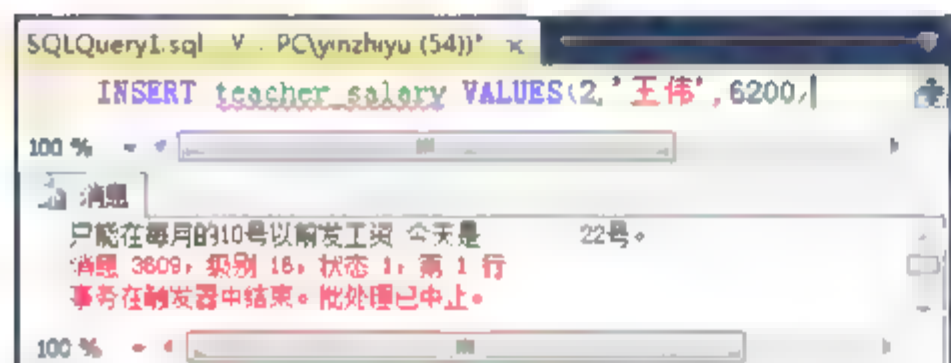 SQLQuery1.sql V . PC\yinzhiyu (54))* ×
INSERT teacher_salary VALUES(2,'王伟',6200)
100 %
消息
只能在每月的10号以前发工资 今天是 22号。
消息 3609，级别 16，状态 1，第 1 行
事务在触发器中结束。批处理已中止。
100 %